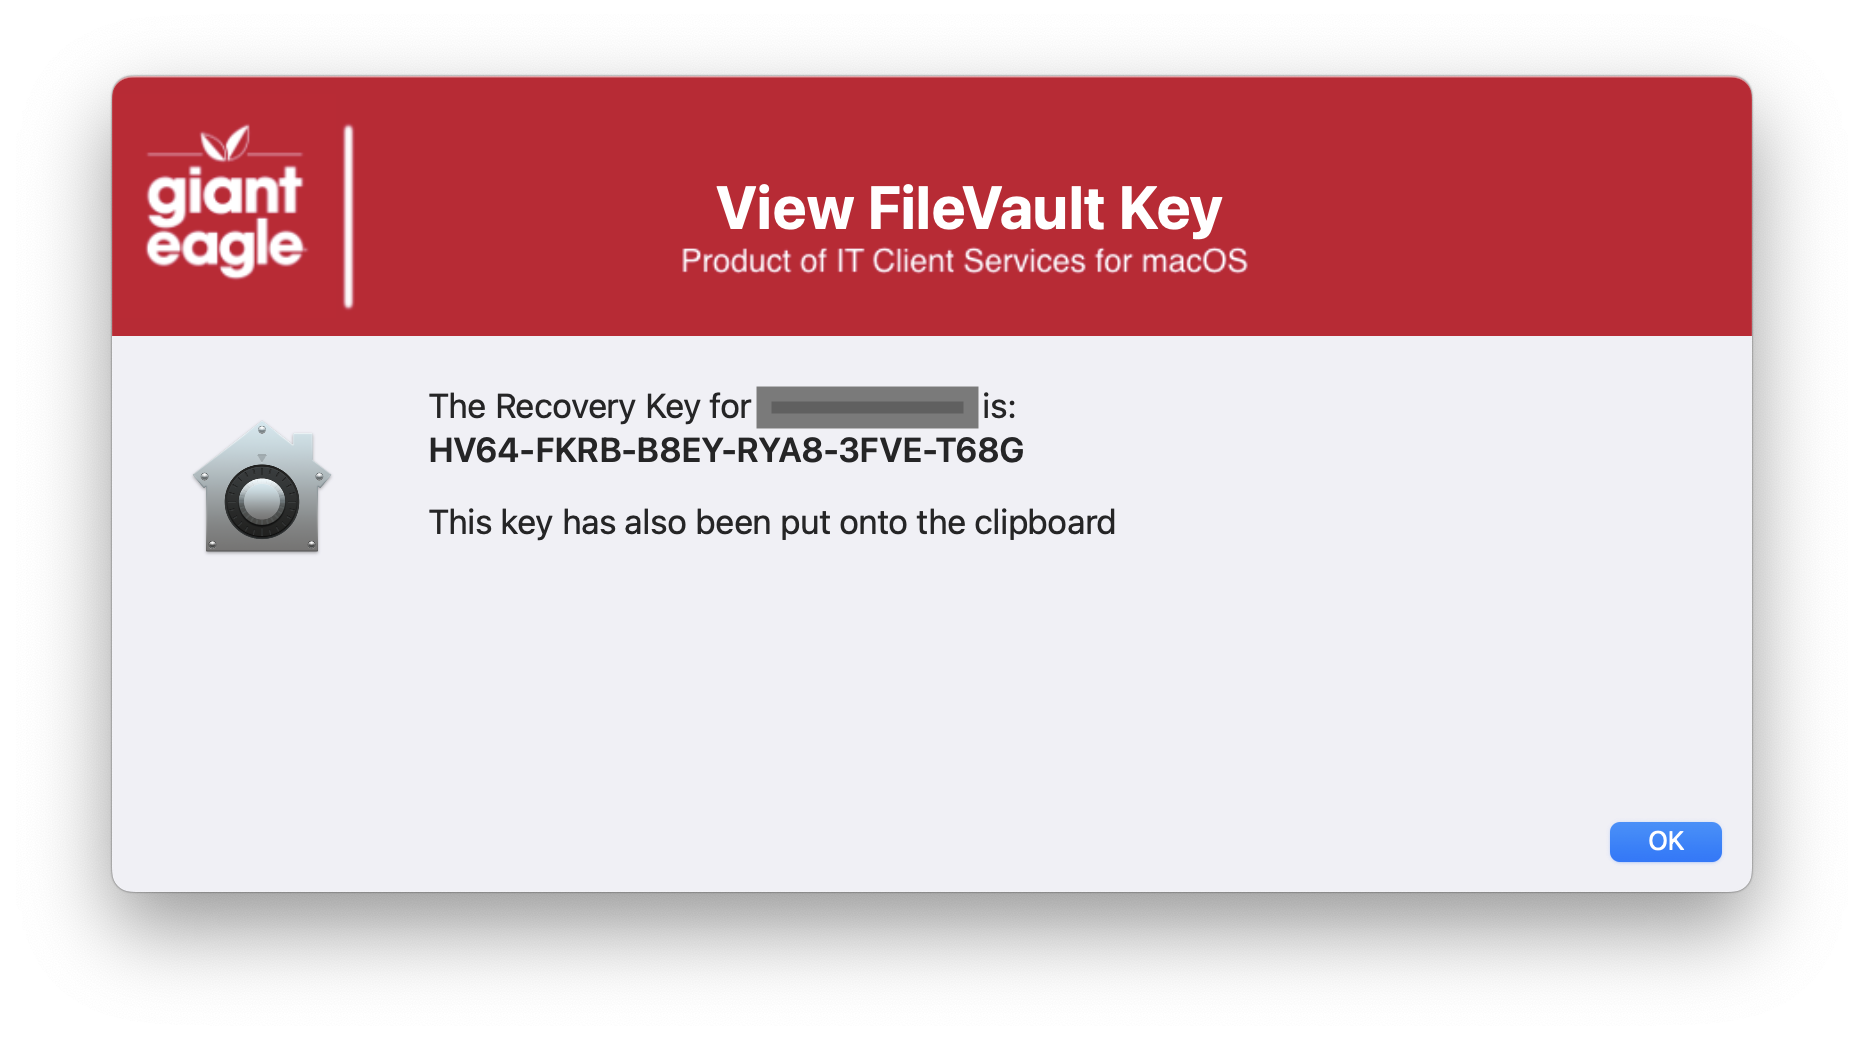 giant
eagle
View FileVault Key
Product of IT Client Services for macOS
The Recovery Key for is:
HV64-FKRB-B8EY-RYA8-3FVE-T68G
This key has also been put onto the clipboard
OK